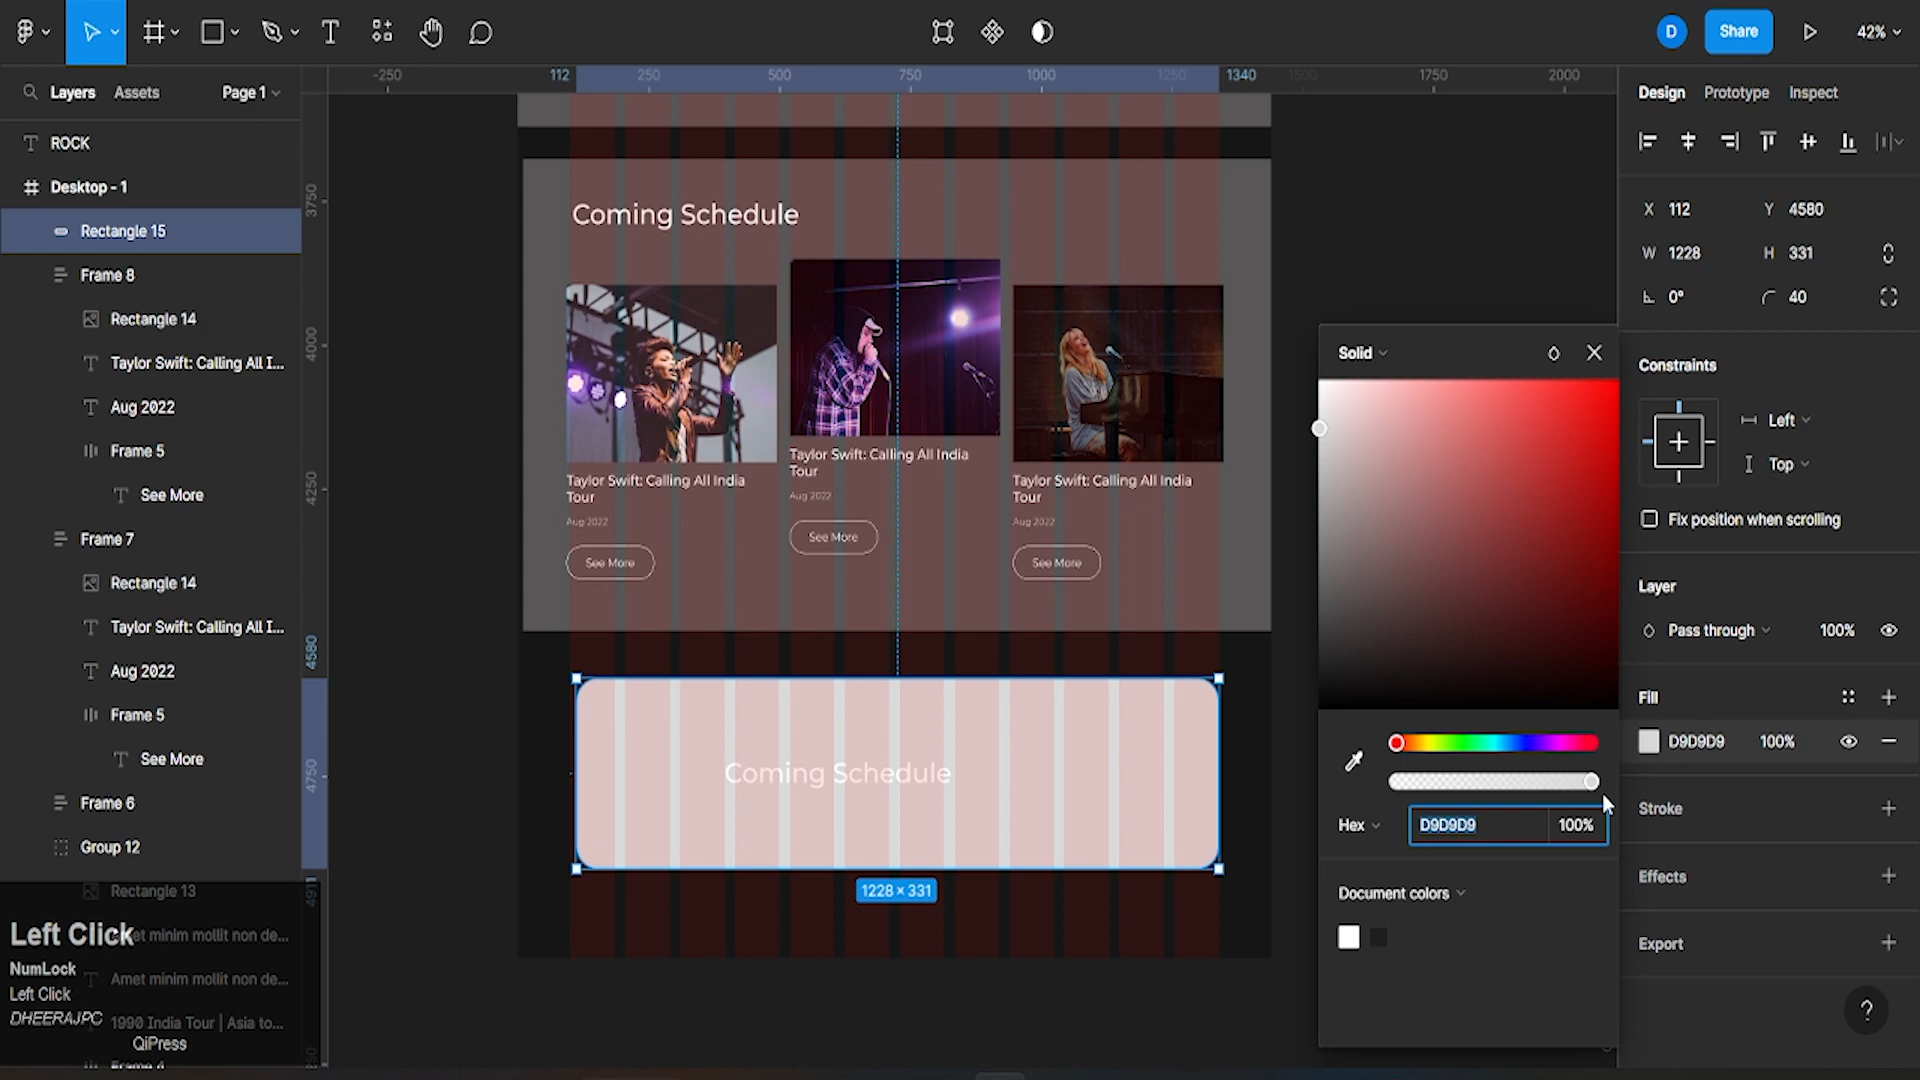 Share
42%
Layers
Assets
Page 1
-250
112
250
500
750
1000
1250
1340
1500
1750
2000
Design
Prototype
Inspect
ROCK
Desktop - 1
Rectangle 15
Frame 8
Rectangle 14
Taylor Swift: Calling All I...
Aug 2022
Frame 5
See More
Frame 7
Rectangle 14
Taylor Swift: Calling All I...
Aug 2022
Frame 5
See More
Frame 6
Group 12
Rectangle 13
Amet minim mollit non de...
1990 India Tour | Asia to...
Left Click
NumLock
Left Click
DHEERAJPC
QiPress
3750
4000
4250
4580
4750
4911
Coming Schedule
Taylor Swift: Calling All India
Tour
Aug 2022
See More
Taylor Swift: Calling All India
Tour
Aug 2022
See More
Taylor Swift: Calling All India
Tour
Aug 2022
See More
Coming Schedule
1228 × 331
Solid
Hex
D9D9D9
100%
Document colors
X 112
Y 4580
W 1228
H 331
0°
40
Constraints
Left
Top
Fix position when scrolling
Layer
Pass through
100%
Fill
D9D9D9
100%
Stroke
Effects
Export
?
D